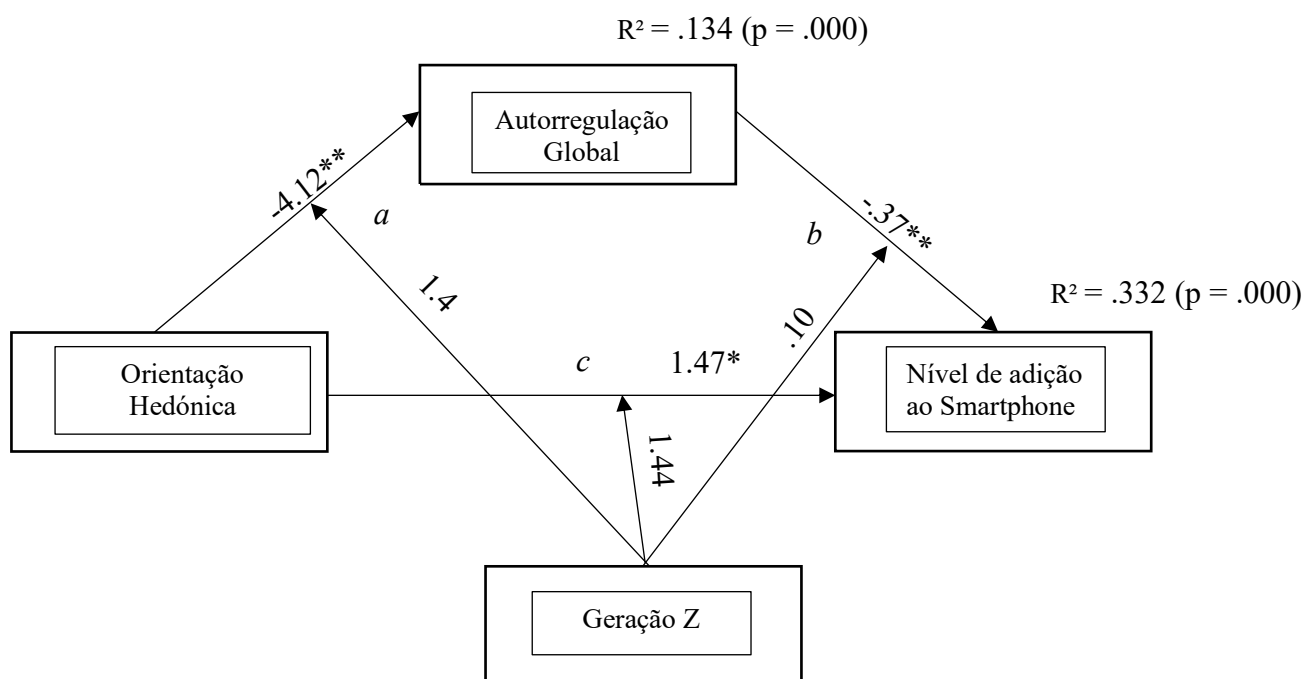 R² = .134 (p = .000)
Autorregulação
Global
-4.12**
a
b
-.37**
R² = .332 (p = .000)
1.4
.10
Orientação
Hedónica
c
1.47*
Nível de adição
ao Smartphone
1.44
Geração Z